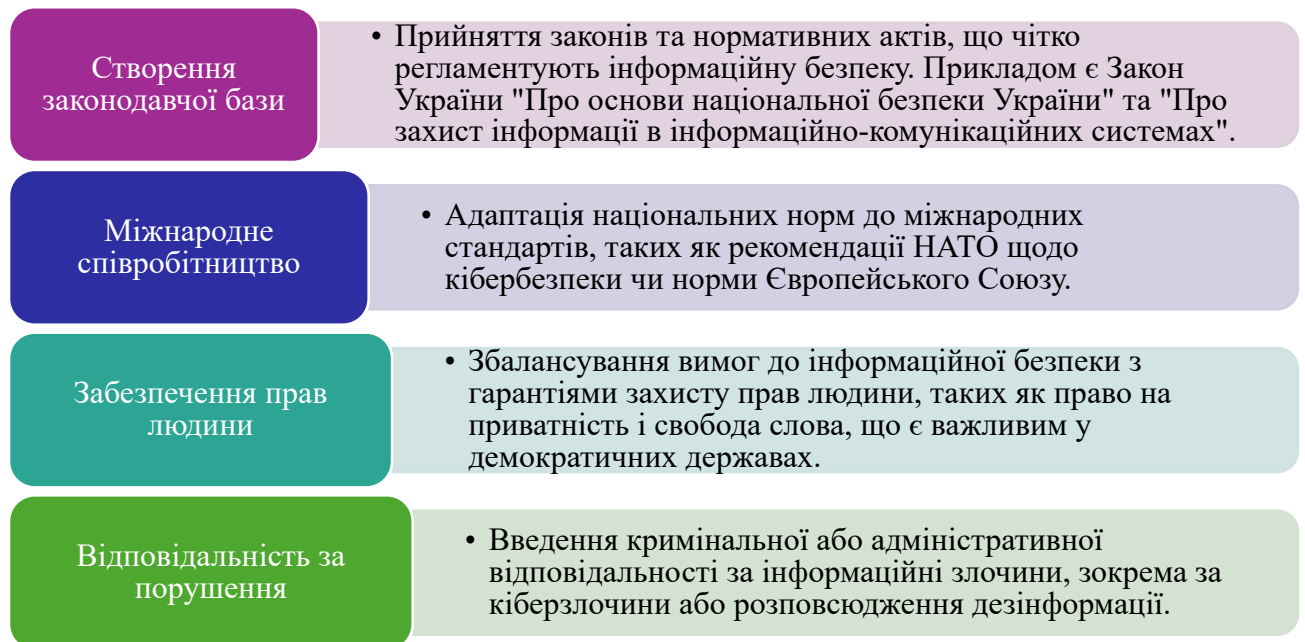 Створення
законодавчої бази
• Прийняття законів та нормативних актів, що чітко
регламентують інформаційну безпеку. Прикладом є Закон
України "Про основи національної безпеки України" та "Про
захист інформації в інформаційно-комунікаційних системах".
Міжнародне
співробітництво
• Адаптація національних норм до міжнародних
стандартів, таких як рекомендації НАТО щодо
кібербезпеки чи норми Європейського Союзу.
Забезпечення прав
людини
• Збалансування вимог до інформаційної безпеки з
гарантіями захисту прав людини, таких як право на
приватність і свобода слова, що є важливим у
демократичних державах.
Відповідальність за
порушення
• Введення кримінальної або адміністративної
відповідальності за інформаційні злочини, зокрема за
кіберзлочини або розповсюдження дезінформації.